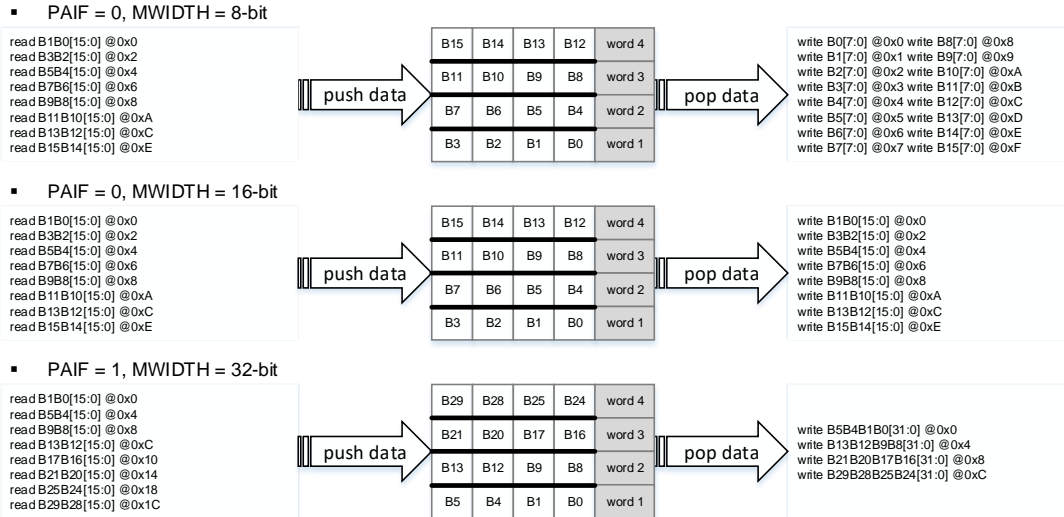 ▪ PAIF = 0, MWIDTH = 8-bit
read B1B0[15:0] @0x0
read B3B2[15:0] @0x2
read B5B4[15:0] @0x4
read B7B6[15:0] @0x6
read B9B8[15:0] @0x8
read B11B10[15:0] @0xA
read B13B12[15:0] @0xC
read B15B14[15:0] @0xE
push data
B15 B14 B13 B12 word 4
B11 B10 B9 B8 word 3
B7 B6 B5 B4 word 2
B3 B2 B1 B0 word 1
pop data
write B0[7:0] @0x0 write B8[7:0] @0x8
write B1[7:0] @0x1 write B9[7:0] @0x9
write B2[7:0] @0x2 write B10[7:0] @0xA
write B3[7:0] @0x3 write B11[7:0] @0xB
write B4[7:0] @0x4 write B12[7:0] @0xC
write B5[7:0] @0x5 write B13[7:0] @0xD
write B6[7:0] @0x6 write B14[7:0] @0xE
write B7[7:0] @0x7 write B15[7:0] @0xF
▪ PAIF = 0, MWIDTH = 16-bit
read B1B0[15:0] @0x0
read B3B2[15:0] @0x2
read B5B4[15:0] @0x4
read B7B6[15:0] @0x6
read B9B8[15:0] @0x8
read B11B10[15:0] @0xA
read B13B12[15:0] @0xC
read B15B14[15:0] @0xE
push data
B15 B14 B13 B12 word 4
B11 B10 B9 B8 word 3
B7 B6 B5 B4 word 2
B3 B2 B1 B0 word 1
pop data
write B1B0[15:0] @0x0
write B3B2[15:0] @0x2
write B5B4[15:0] @0x4
write B7B6[15:0] @0x6
write B9B8[15:0] @0x8
write B11B10[15:0] @0xA
write B13B12[15:0] @0xC
write B15B14[15:0] @0xE
▪ PAIF = 1, MWIDTH = 32-bit
read B1B0[15:0] @0x0
read B5B4[15:0] @0x4
read B9B8[15:0] @0x8
read B13B12[15:0] @0xC
read B17B16[15:0] @0x10
read B21B20[15:0] @0x14
read B25B24[15:0] @0x18
read B29B28[15:0] @0x1C
push data
B29 B28 B25 B24 word 4
B21 B20 B17 B16 word 3
B13 B12 B9 B8 word 2
B5 B4 B1 B0 word 1
pop data
write B5B4B1B0[31:0] @0x0
write B13B12B9B8[31:0] @0x4
write B21B20B17B16[31:0] @0x8
write B29B28B25B24[31:0] @0xC